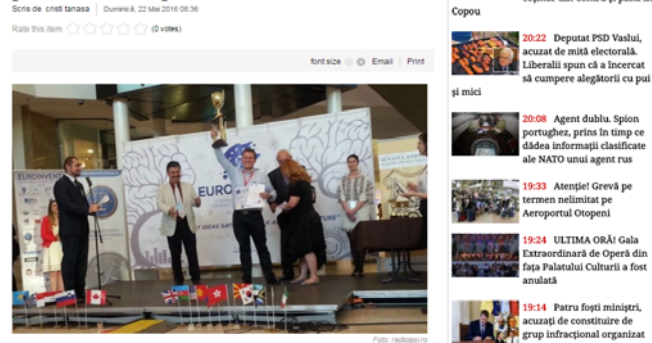 Scris de cristi tanasa | Duminică, 22 Mai 2016 08:36
Rate this item (0 votes)
font size Email | Print
EUROINVENT
EURO
Foto: radioiasi.ro
Copou
20:22 Deputat PSD Vaslui,
acuzat de mită electorală.
Liberalii spun că a încercat
să cumpere alegătorii cu pui
și mici
20:08 Agent dublu. Spion
portughez, prins în timp ce
dădea informații clasificate
ale NATO unui agent rus
19:33 Atenție! Grevă pe
termen nelimitat pe
Aeroportul Otopeni
19:24 ULTIMA ORĂ! Gala
Extraordinară de Operă din
fața Palatului Culturii a fost
anulată
19:14 Patru foști miniștri,
acuzați de constituire de
grup infracțional organizat